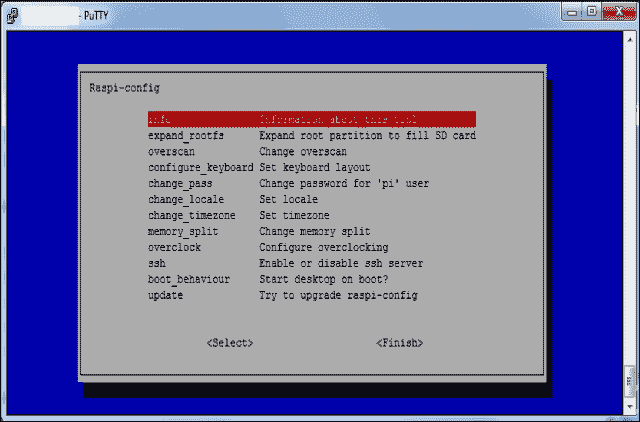 - PuTTY
Raspi-config
info Information about this tool
expand_rootfs Expand root partition to fill SD card
overscan Change overscan
configure_keyboard Set keyboard layout
change_pass Change password for 'pi' user
change_locale Set locale
change_timezone Set timezone
memory_split Change memory split
overclock Configure overclocking
ssh Enable or disable ssh server
boot_behaviour Start desktop on boot?
update Try to upgrade raspi-config
<Select> <Finish>